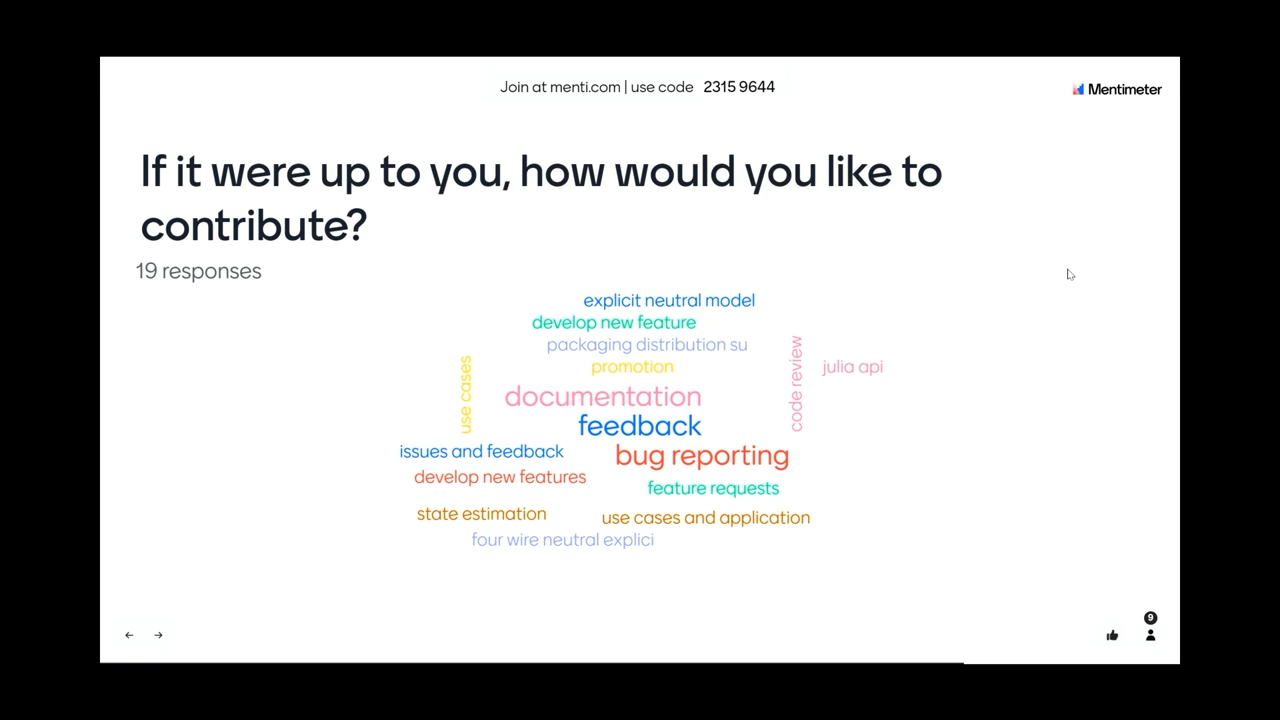 Join at menti.com | use code 2315 9644
Mentimeter
If it were up to you, how would you like to
contribute?
19 responses
explicit neutral model
develop new feature
packaging distribution su
promotion
use cases
code review
julia api
documentation
feedback
issues and feedback
bug reporting
develop new features
feature requests
state estimation
use cases and application
four wire neutral explici
9